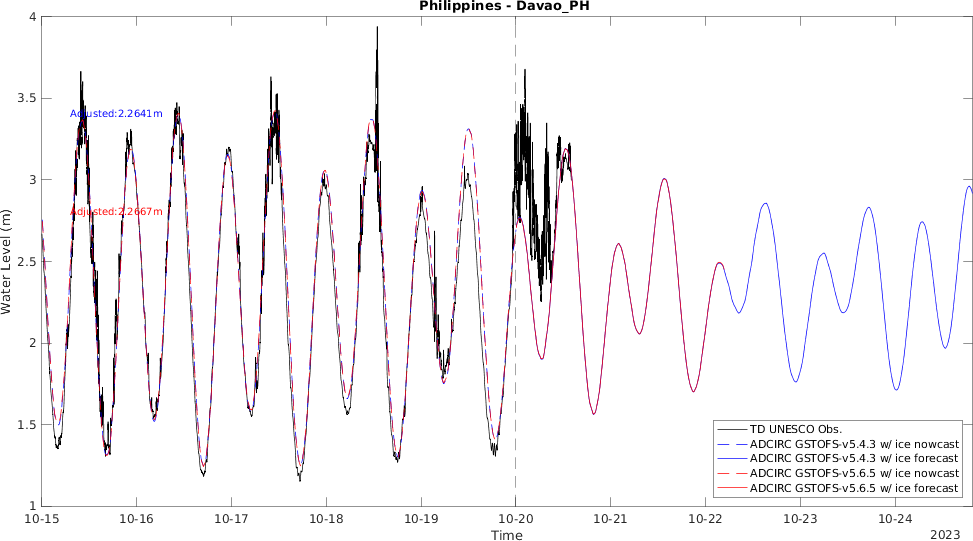 Philippines - Davao_PH
4
3.5
3
2.5
2
1.5
1
Water Level (m)
Adjusted:2.2641m
Adjusted:2.2667m
TD UNESCO Obs.
ADCIRC GSTOFS-v5.4.3 w/ ice nowcast
ADCIRC GSTOFS-v5.4.3 w/ ice forecast
ADCIRC GSTOFS-v5.6.5 w/ ice nowcast
ADCIRC GSTOFS-v5.6.5 w/ ice forecast
10-15 10-16 10-17 10-18 10-19 10-20 10-21 10-22 10-23 10-24
Time
2023